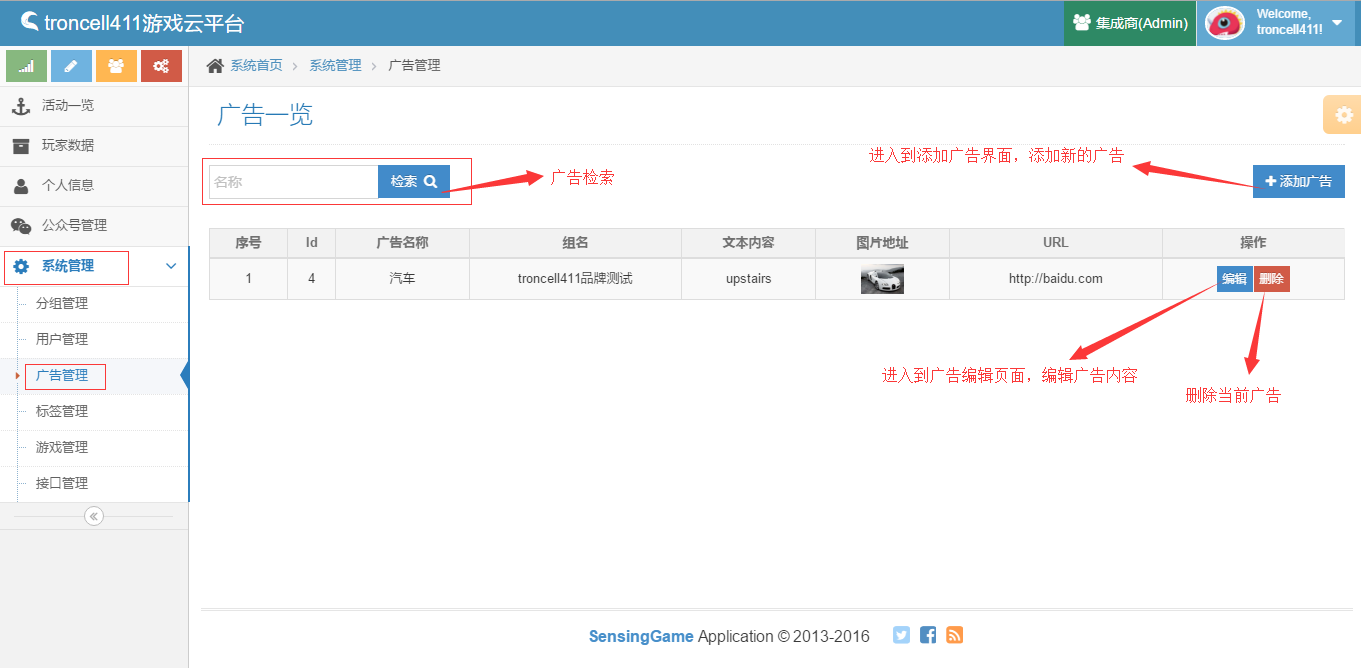 troncell411游戏云平台
集成商(Admin)
Welcome,
troncell411!
系统首页 系统管理 广告管理
活动一览
玩家数据
个人信息
公众号管理
系统管理
分组管理
用户管理
广告管理
标签管理
游戏管理
接口管理
广告一览
进入到添加广告界面，添加新的广告
名称 检索
广告检索
添加广告
序号 Id 广告名称 组名 文本内容 图片地址 URL 操作
1 4 汽车 troncell411品牌测试 upstairs http://baidu.com 编辑 删除
进入到广告编辑页面，编辑广告内容
删除当前广告
SensingGame Application © 2013-2016